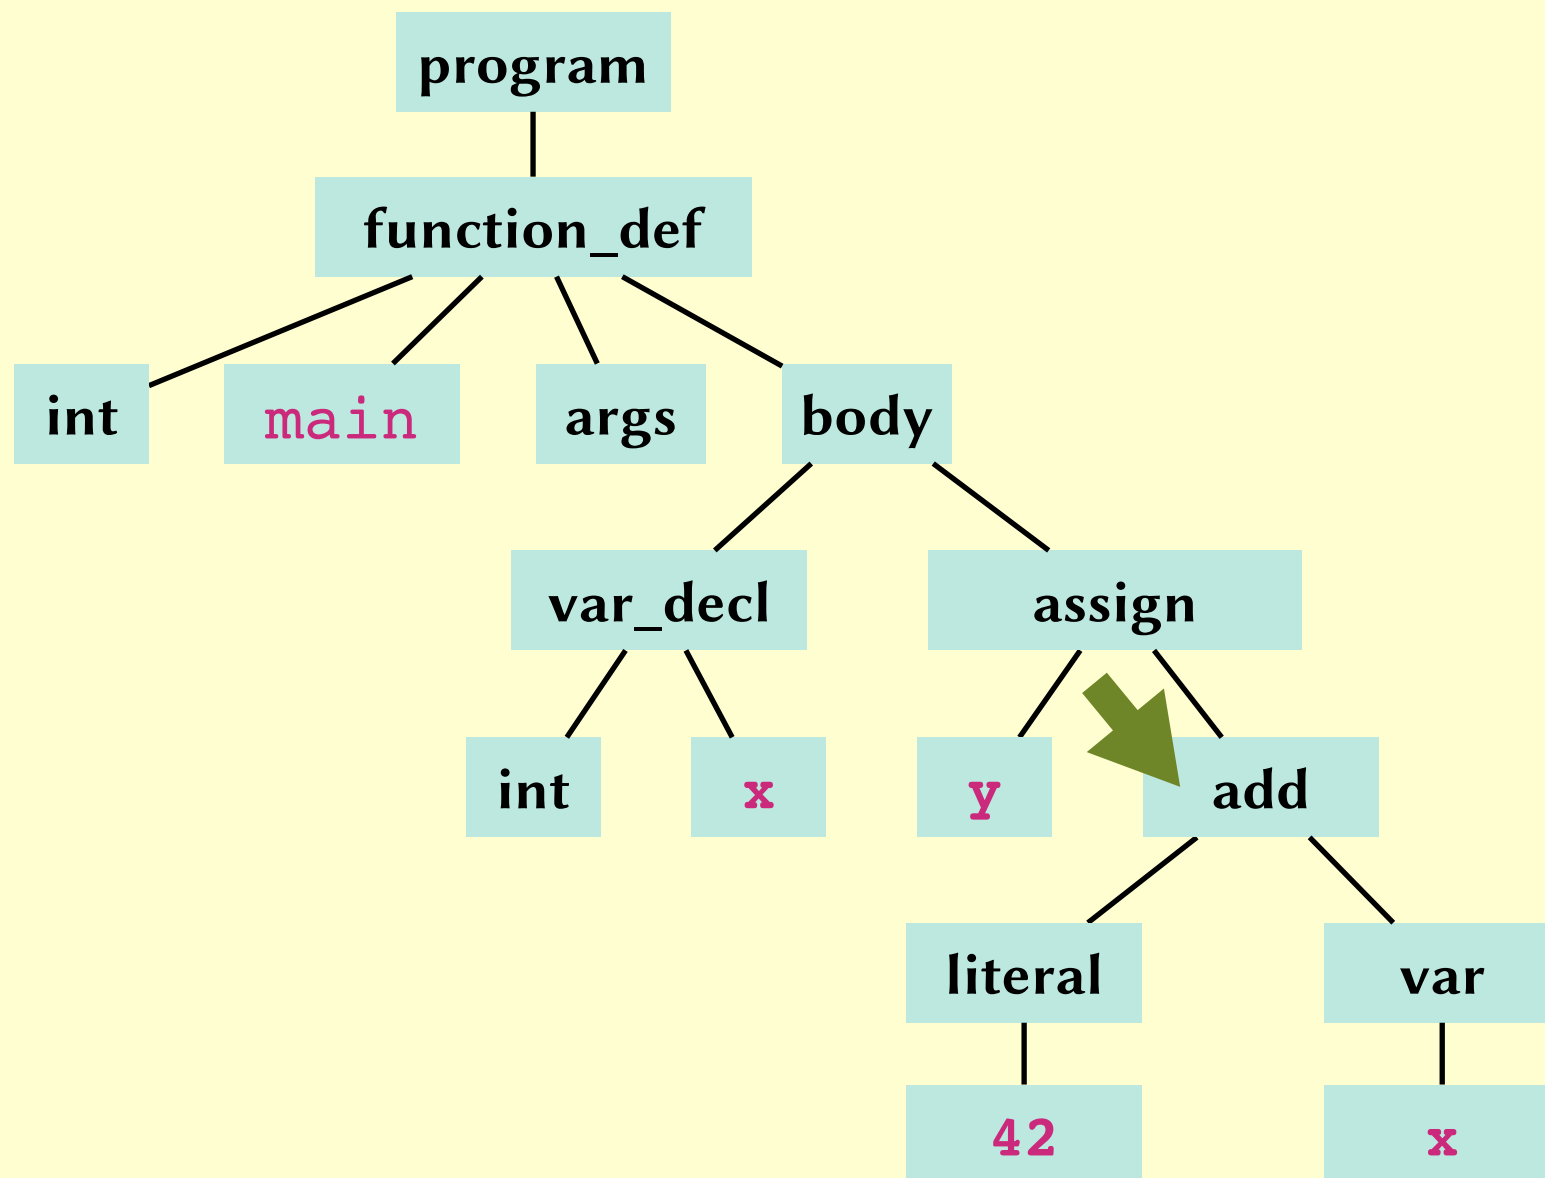 program
function_def
int main args body
var_decl assign
int x y add
literal var
42 x